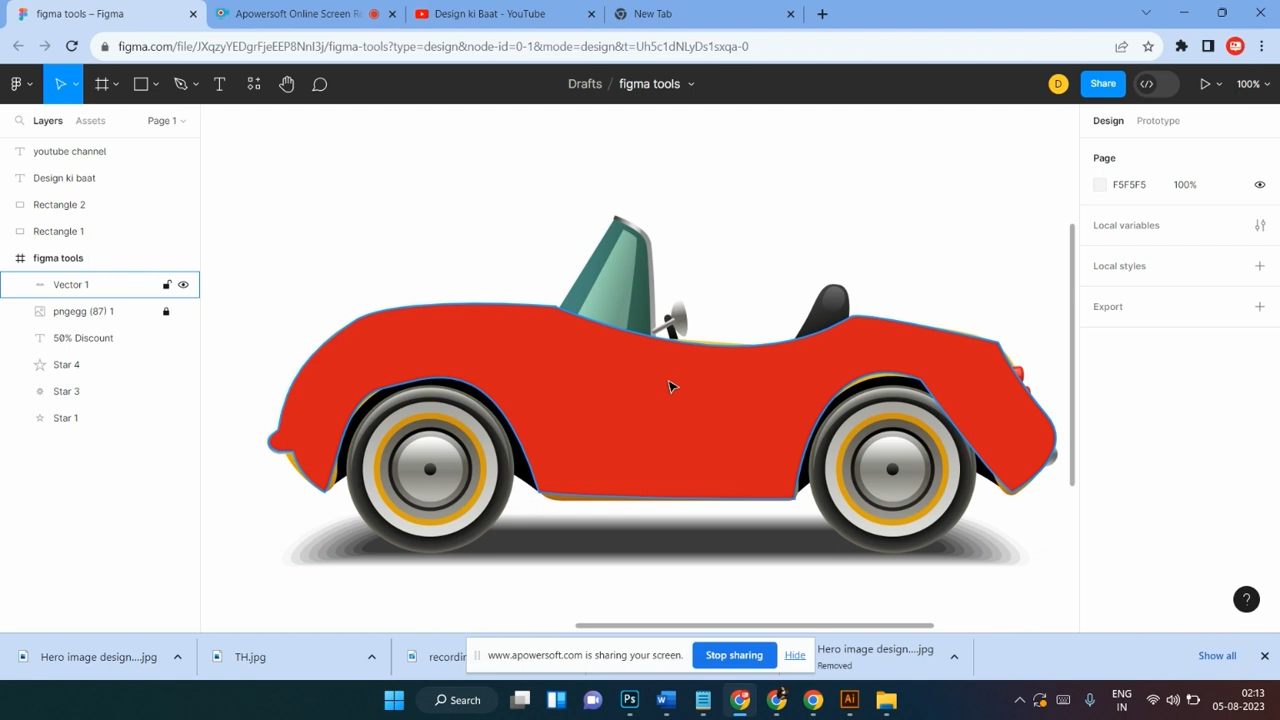 figma tools – Figma
Apowersoft Online Screen Re
Design ki Baat - YouTube
New Tab
figma.com/file/JXqzyYEDgrFjeEEP8NnI3j/figma-tools?type=design&node-id=0-1&mode=design&t=Uh5c1dNLyDs1sxqa-0
Drafts / figma tools
D
Share
100%
Layers
Assets
Page 1
youtube channel
Design ki baat
Rectangle 2
Rectangle 1
figma tools
Vector 1
pngegg (87) 1
50% Discount
Star 4
Star 3
Star 1
Design
Prototype
Page
F5F5F5
100%
Local variables
Local styles
Export
?
Hero image design....jpg
TH.jpg
recordin
www.apowersoft.com is sharing your screen.
Stop sharing
Hide
Hero image design....jpg
Removed
Show all
Search
Ps
Ai
ENG
IN
02:13
05-08-2023